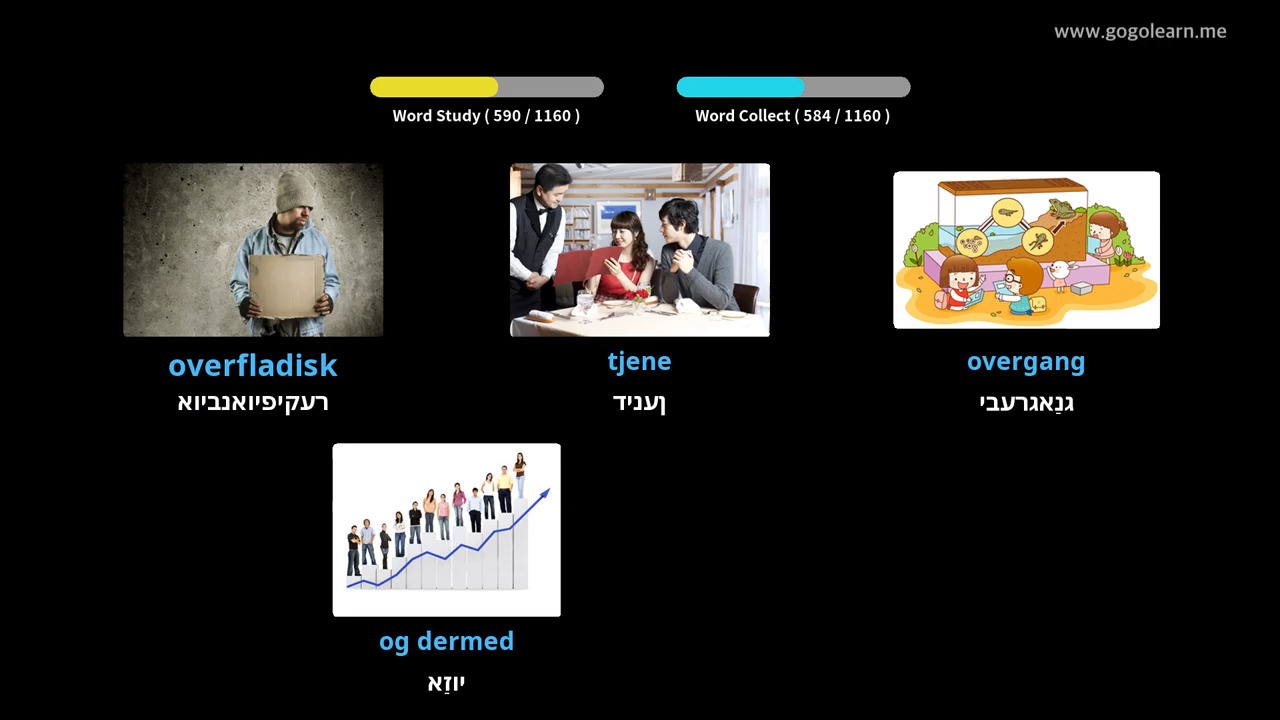 www.gogolearn.me
Word Study ( 590 / 1160 )
Word Collect ( 584 / 1160 )
overfladisk
רעקיפיואנביוא
tjene
ןעניד
overgang
גנַאגרעבי
og dermed
יוזַא